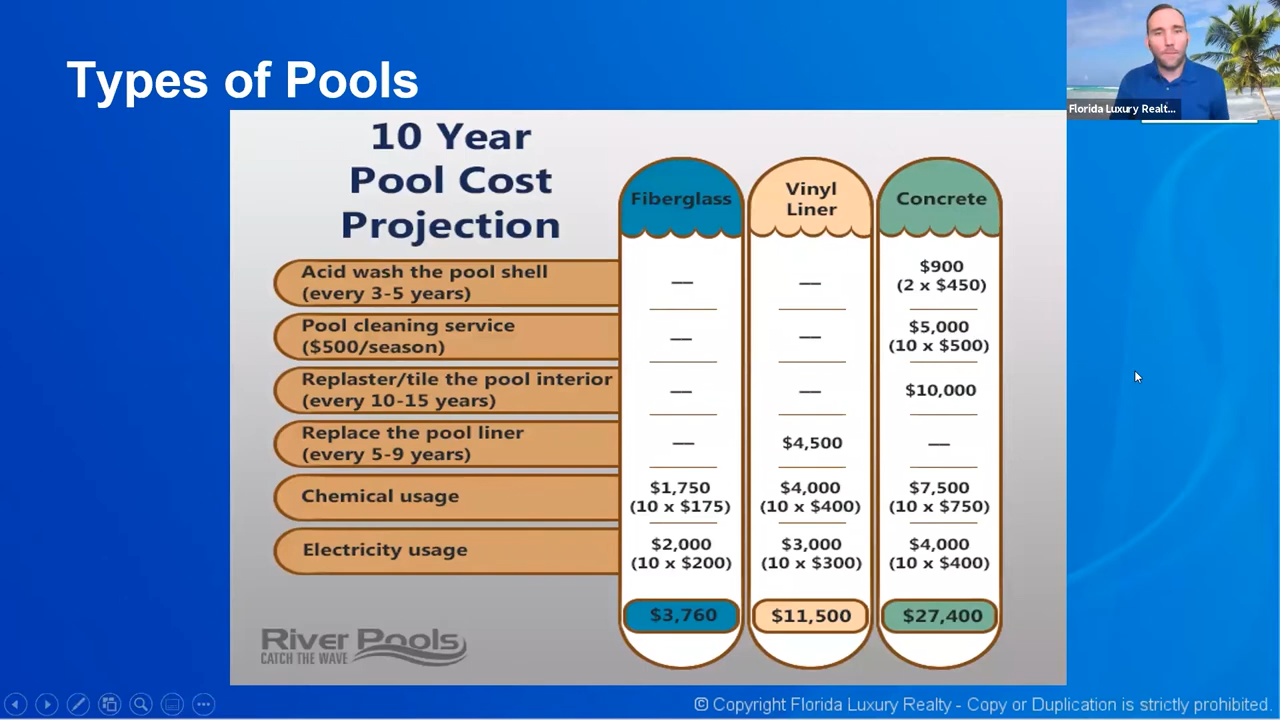 Types of Pools
Florida Luxury Realt...
10 Year
Pool Cost
Projection
Fiberglass
Vinyl
Liner
Concrete
Acid wash the pool shell
(every 3-5 years)
—
—
$900
(2 x $450)
Pool cleaning service
($500/season)
—
—
$5,000
(10 x $500)
Replaster/tile the pool interior
(every 10-15 years)
—
—
$10,000
Replace the pool liner
(every 5-9 years)
—
$4,500
—
Chemical usage
$1,750
(10 x $175)
$4,000
(10 x $400)
$7,500
(10 x $750)
Electricity usage
$2,000
(10 x $200)
$3,000
(10 x $300)
$4,000
(10 x $400)
$3,760
$11,500
$27,400
River Pools
CATCH THE WAVE
© Copyright Florida Luxury Realty - Copy or Duplication is strictly prohibited.